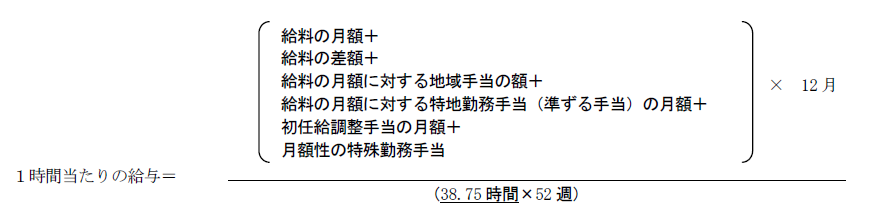 給料の月額＋
給料の差額＋
給料の月額に対する地域手当の額＋
給料の月額に対する特地勤務手当（準ずる手当）の月額＋
初任給調整手当の月額＋
月額性の特殊勤務手当
× 12月
１時間当たりの給与＝
（38.75時間×52週）